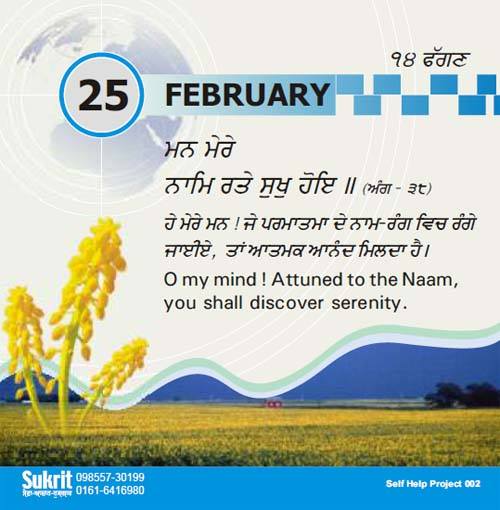 ੧੪ ਫੱਗਣ
25 FEBRUARY
ਮਨ ਮੇਰੇ
ਨਾਮਿ ਰਤੇ ਸੁਖੁ ਹੋਇ ॥ (ਅੰਗ - ੩੮)
ਹੇ ਮੇਰੇ ਮਨ ! ਜੇ ਪਰਮਾਤਮਾ ਦੇ ਨਾਮ-ਰੰਗ ਵਿਚ ਰੰਗੇ
ਜਾਈਏ, ਤਾਂ ਆਤਮਕ ਆਨੰਦ ਮਿਲਦਾ ਹੈ।
O my mind ! Attuned to the Naam,
you shall discover serenity.
Sukrit 098557-30199
0161-6416980
Self Help Project 002